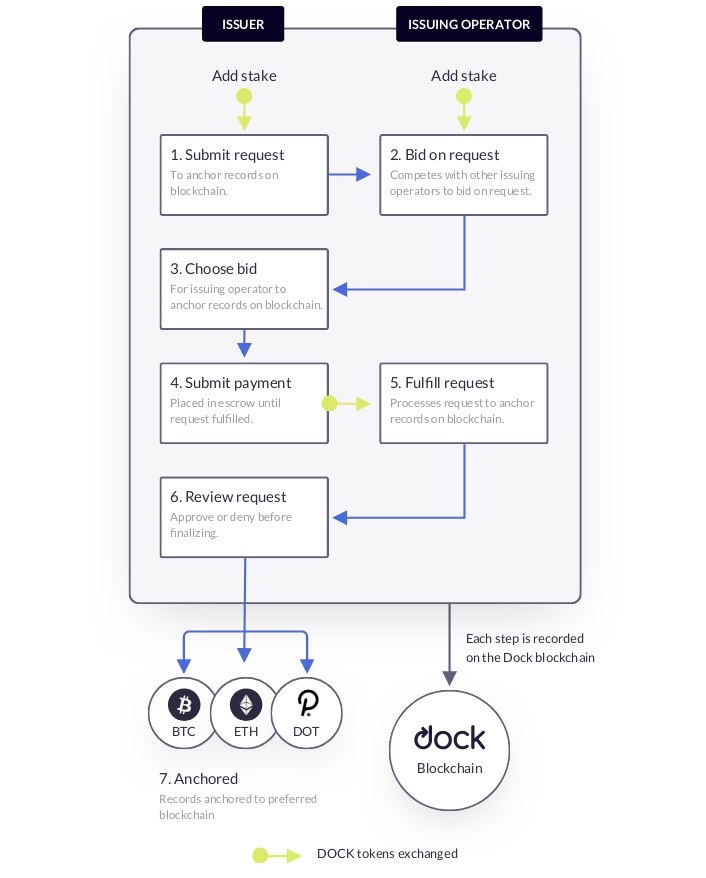 ISSUER
ISSUING OPERATOR
Add stake
Add stake
1. Submit request
To anchor records on
blockchain.
2. Bid on request
Competes with other issuing
operators to bid on request.
3. Choose bid
For issuing operator to
anchor records on blockchain.
4. Submit payment
Placed in escrow until
request fulfilled.
5. Fulfill request
Processes request to anchor
records on blockchain.
6. Review request
Approve or deny before
finalizing.
Each step is recorded
on the Dock blockchain
BTC
ETH
DOT
dock
Blockchain
7. Anchored
Records anchored to preferred
blockchain
DOCK tokens exchanged